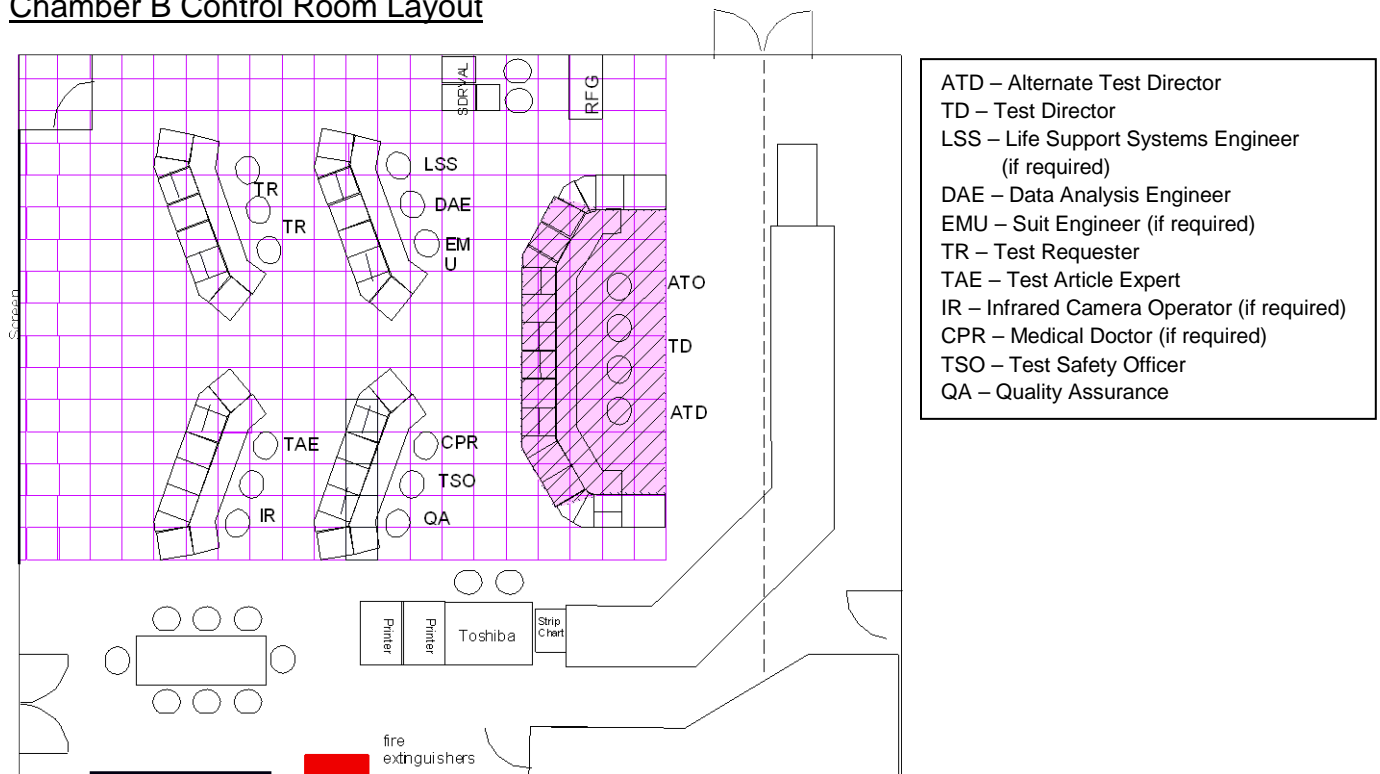 Chamber B Control Room Layout
ATD – Alternate Test Director
TD – Test Director
LSS – Life Support Systems Engineer
(if required)
DAE – Data Analysis Engineer
EMU – Suit Engineer (if required)
TR – Test Requester
TAE – Test Article Expert
IR – Infrared Camera Operator (if required)
CPR – Medical Doctor (if required)
TSO – Test Safety Officer
QA – Quality Assurance
SDRVAL
RFG
LSS
TR
DAE
TR
EM
U
ATO
Screen
TD
ATD
TAE
CPR
TSO
IR
QA
Printer
Printer
Toshiba
Strip
Chart
fire
extinguishers